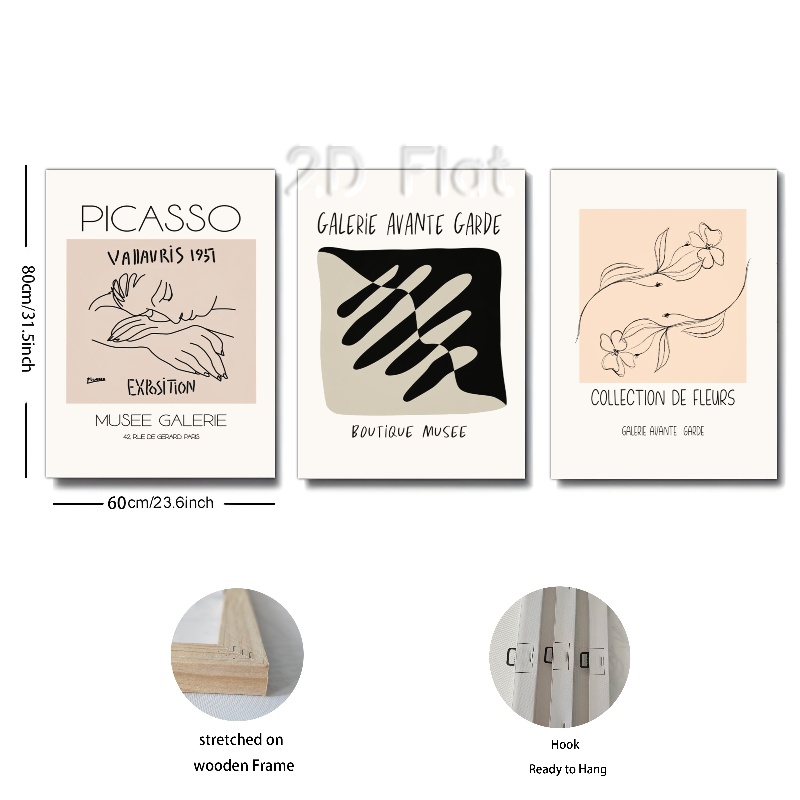 2D Flat
PICASSO
VALLAURIS 1951
EXPOSITION
MUSEE GALERIE
42, RUE DE GERARD PARIS
GALERIE AVANTE GARDE
BOUTIQUE MUSEE
COLLECTION DE FLEURS
GALERIE AVANTE GARDE
80cm/31.5inch
60cm/23.6inch
stretched on
wooden Frame
Hook
Ready to Hang